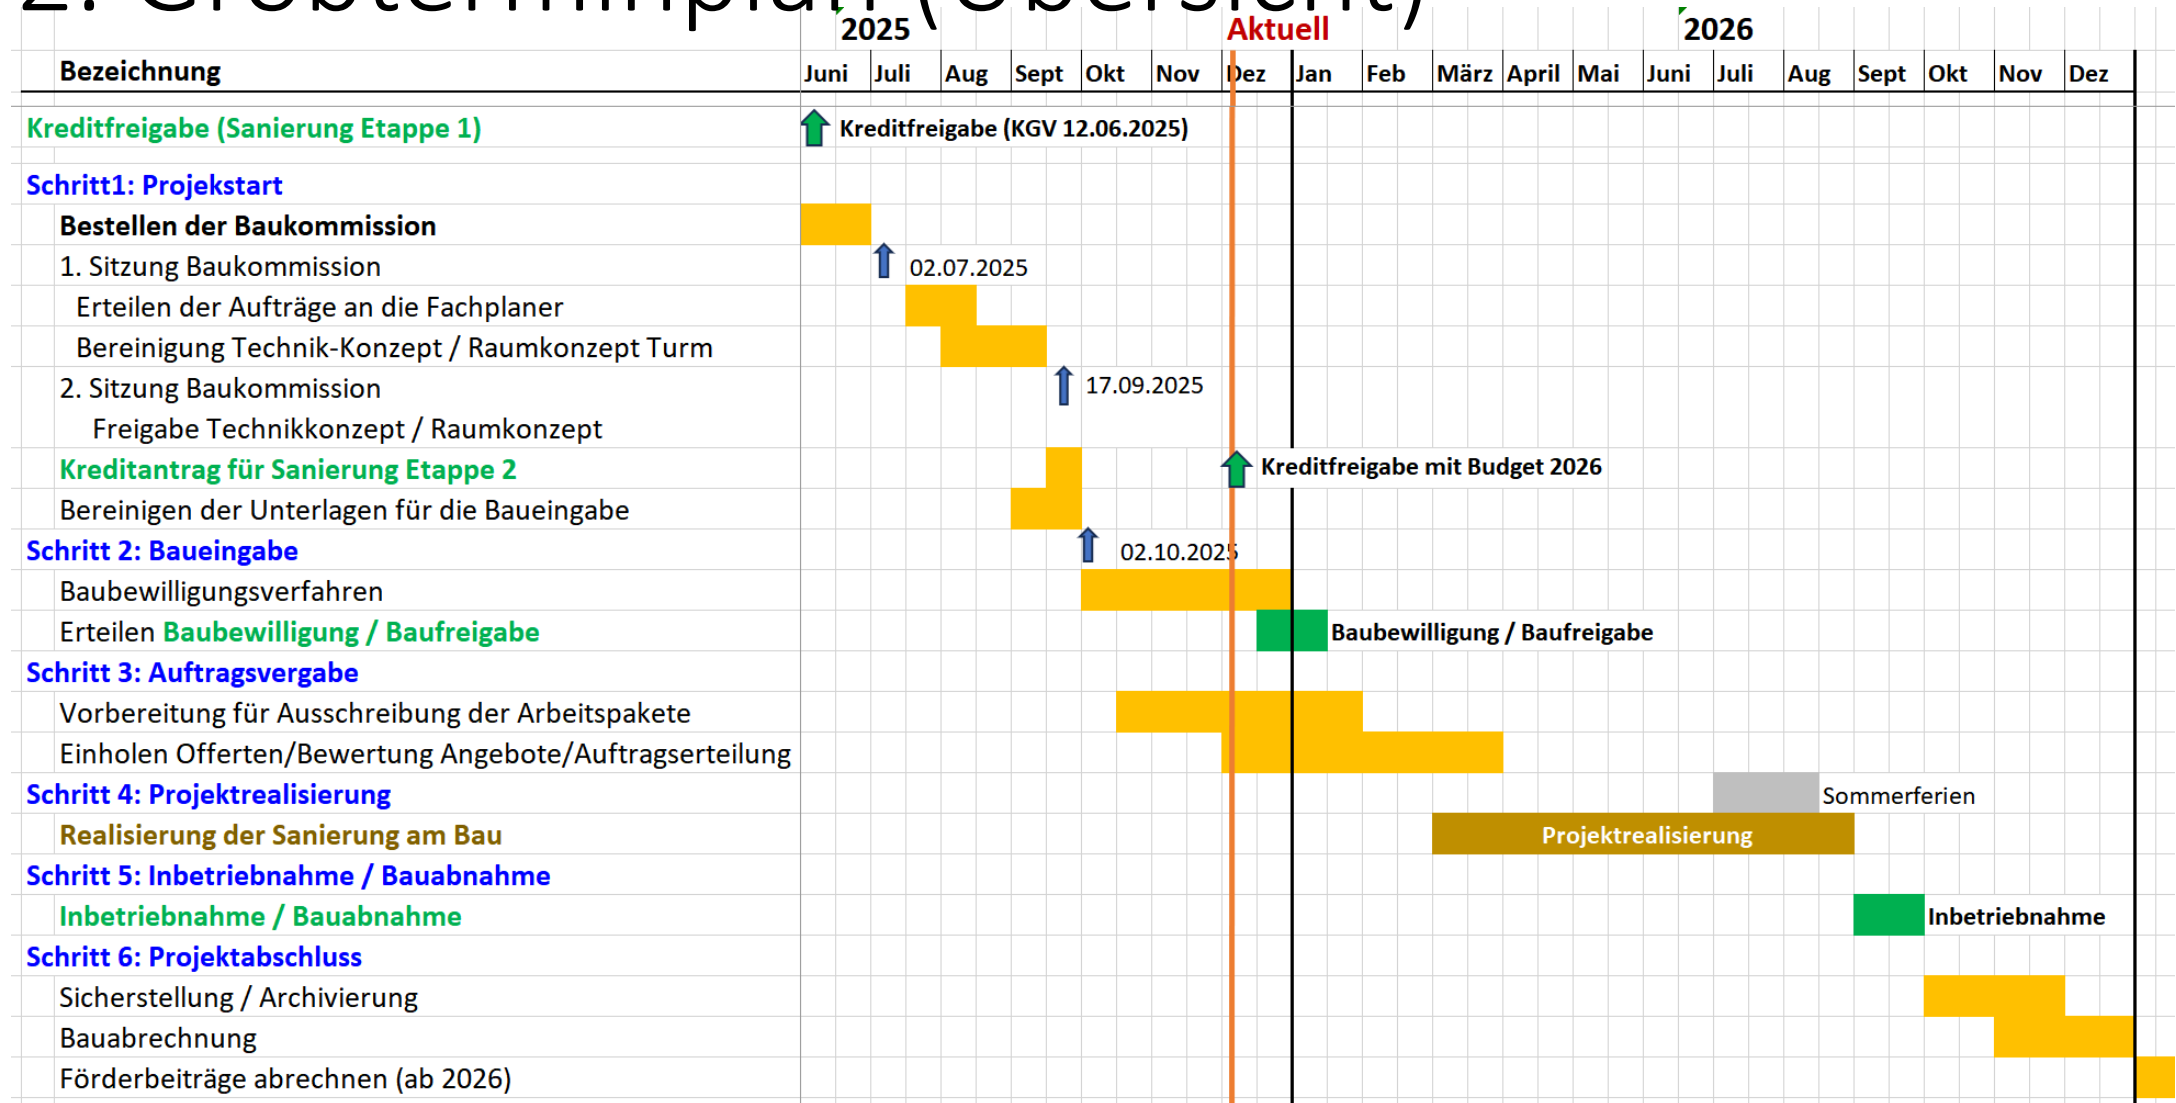 2. Grobterminplan (Übersicht)
2025 Aktuell 2026
Bezeichnung Juni Juli Aug Sept Okt Nov Dez Jan Feb März April Mai Juni Juli Aug Sept Okt Nov Dez
Kreditfreigabe (Sanierung Etappe 1) Kreditfreigabe (KGV 12.06.2025)
Schritt1: Projekstart
Bestellen der Baukommission
1. Sitzung Baukommission 02.07.2025
Erteilen der Aufträge an die Fachplaner
Bereinigung Technik-Konzept / Raumkonzept Turm
2. Sitzung Baukommission 17.09.2025
Freigabe Technikkonzept / Raumkonzept
Kreditantrag für Sanierung Etappe 2 Kreditfreigabe mit Budget 2026
Bereinigen der Unterlagen für die Baueingabe
Schritt 2: Baueingabe 02.10.2025
Baubewilligungsverfahren
Erteilen Baubewilligung / Baufreigabe Baubewilligung / Baufreigabe
Schritt 3: Auftragsvergabe
Vorbereitung für Ausschreibung der Arbeitspakete
Einholen Offerten/Bewertung Angebote/Auftragserteilung
Schritt 4: Projektrealisierung Sommerferien
Realisierung der Sanierung am Bau Projektrealisierung
Schritt 5: Inbetriebnahme / Bauabnahme
Inbetriebnahme / Bauabnahme Inbetriebnahme
Schritt 6: Projektabschluss
Sicherstellung / Archivierung
Bauabrechnung
Förderbeiträge abrechnen (ab 2026)